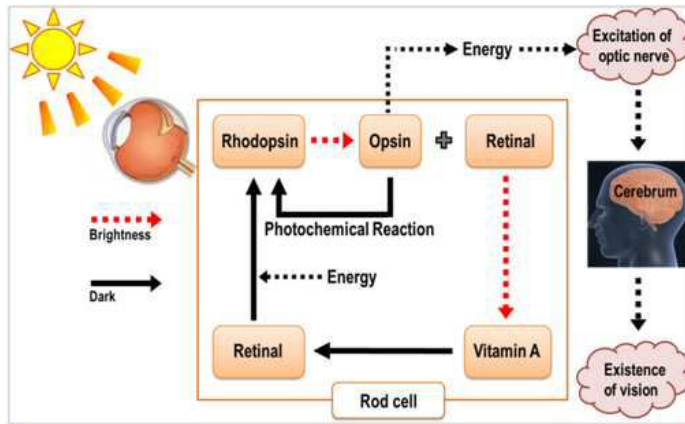 Excitation of
optic nerve
Energy
Rhodopsin
Opsin
Retinal
Cerebrum
Brightness
Photochemical Reaction
Dark
Energy
Retinal
Vitamin A
Existence
of vision
Rod cell